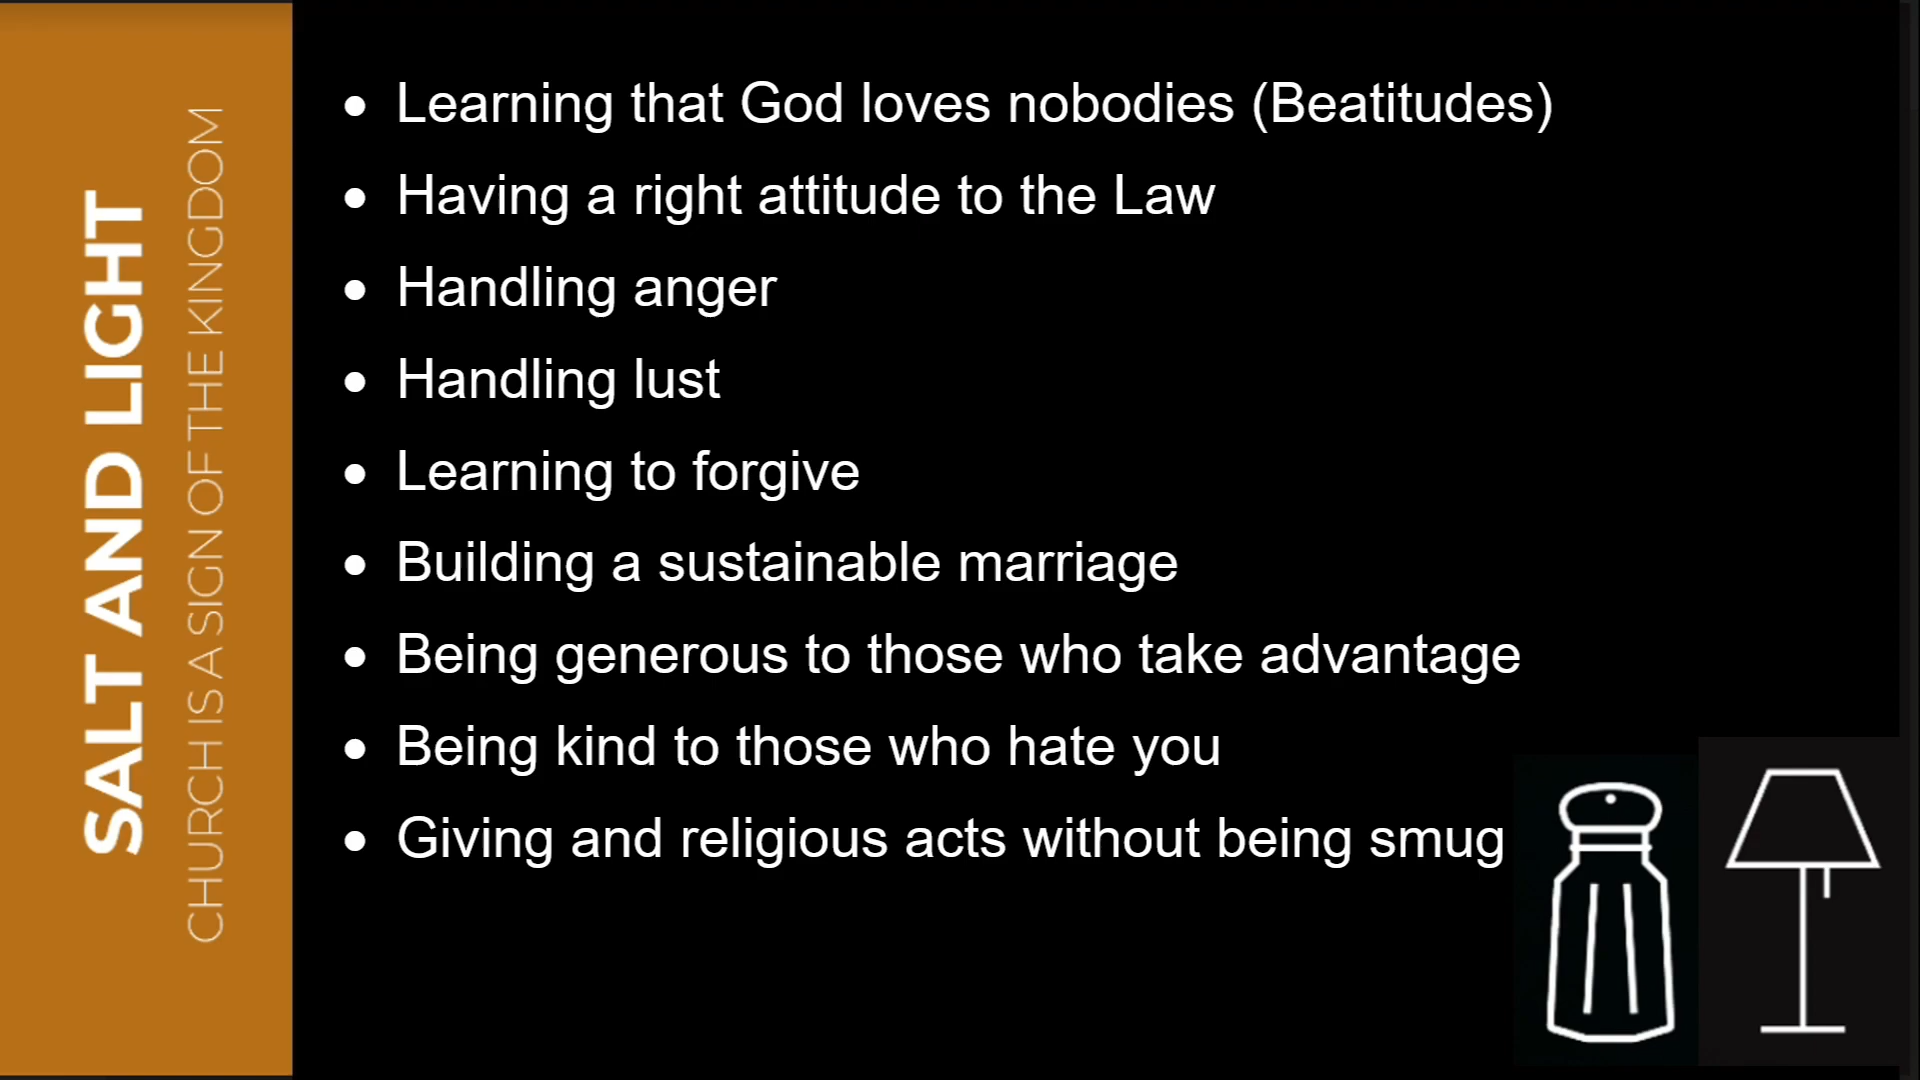 SALT AND LIGHT
CHURCH IS A SIGN OF THE KINGDOM
• Learning that God loves nobodies (Beatitudes)
• Having a right attitude to the Law
• Handling anger
• Handling lust
• Learning to forgive
• Building a sustainable marriage
• Being generous to those who take advantage
• Being kind to those who hate you
• Giving and religious acts without being smug